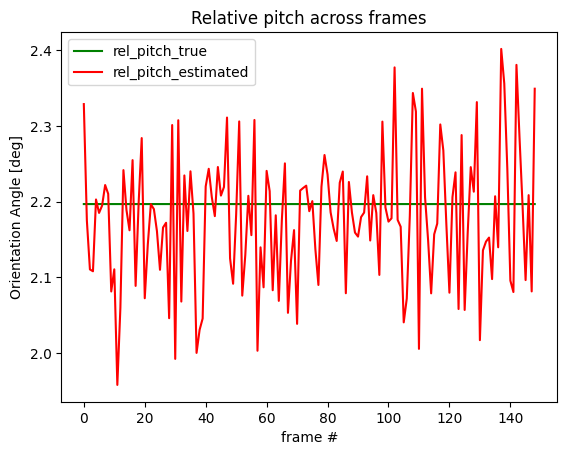 Relative pitch across frames
rel_pitch_true
rel_pitch_estimated
Orientation Angle [deg]
2.4
2.3
2.2
2.1
2.0
0 20 40 60 80 100 120 140
frame #